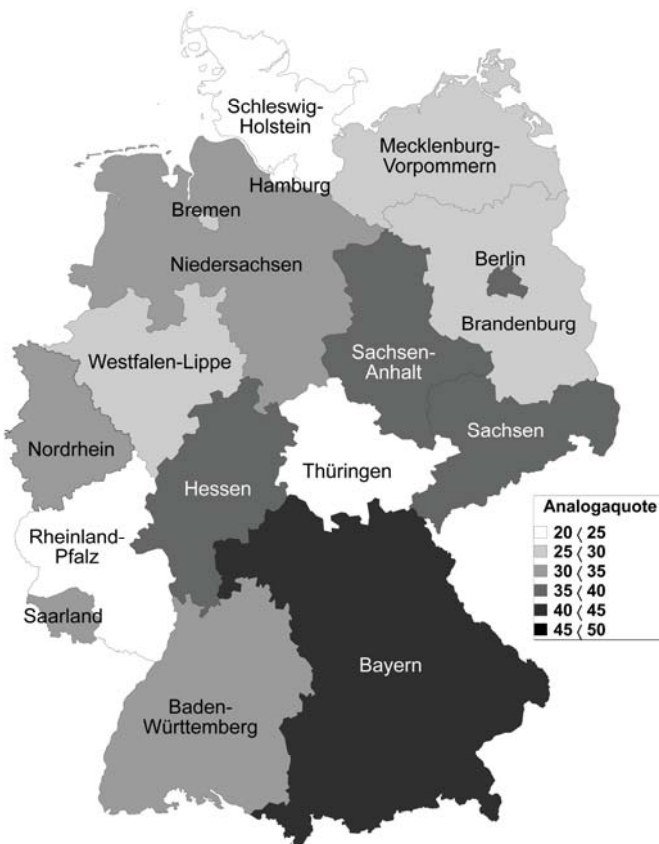 Schleswig-
Holstein
Mecklenburg-
Vorpommern
Hamburg
Bremen
Niedersachsen
Berlin
Brandenburg
Westfalen-Lippe
Sachsen-
Anhalt
Nordrhein
Sachsen
Hessen
Thüringen
Rheinland-
Pfalz
Saarland
Bayern
Baden-
Württemberg
Analogaquote
20 ⟨ 25
25 ⟨ 30
30 ⟨ 35
35 ⟨ 40
40 ⟨ 45
45 ⟨ 50